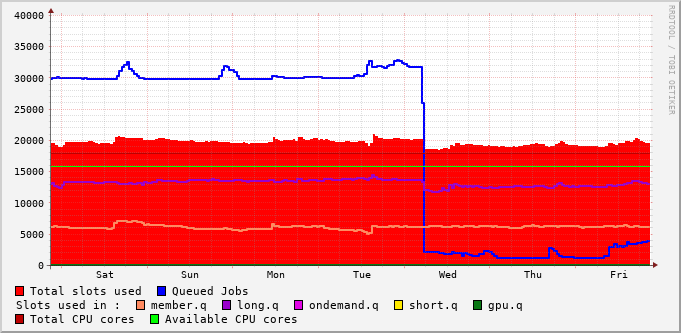 40000
35000
30000
25000
20000
15000
10000
5000
0
Sat Sun Mon Tue Wed Thu Fri
Total slots used Queued Jobs
Slots used in : member.q long.q ondemand.q short.q gpu.q
Total CPU cores Available CPU cores
RRDTOOL / TOBI OETIKER